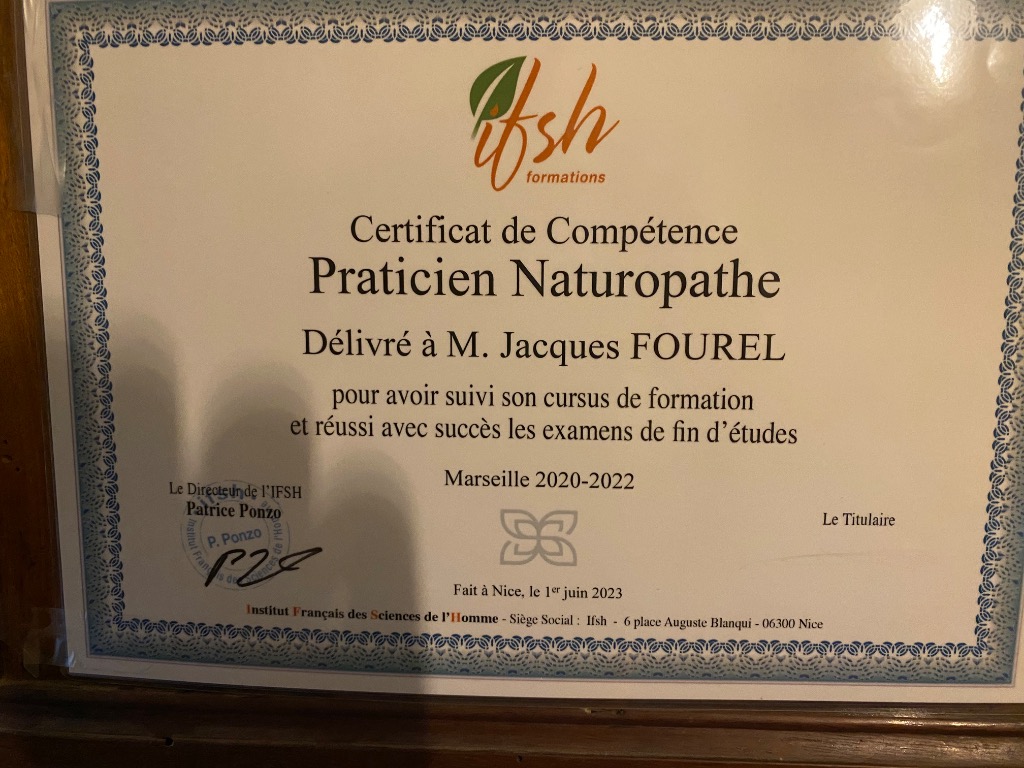 ifsh
formations
Certificat de Compétence
Praticien Naturopathe
Délivré à M. Jacques FOUREL
pour avoir suivi son cursus de formation
et réussi avec succès les examens de fin d'études
Marseille 2020-2022
Le Directeur de l'IFSH
Patrice Ponzo
P. Ponzo
Le Titulaire
Fait à Nice, le 1er juin 2023
Institut Français des Sciences de l'Homme - Siège Social : Ifsh - 6 place Auguste Blanqui - 06300 Nice